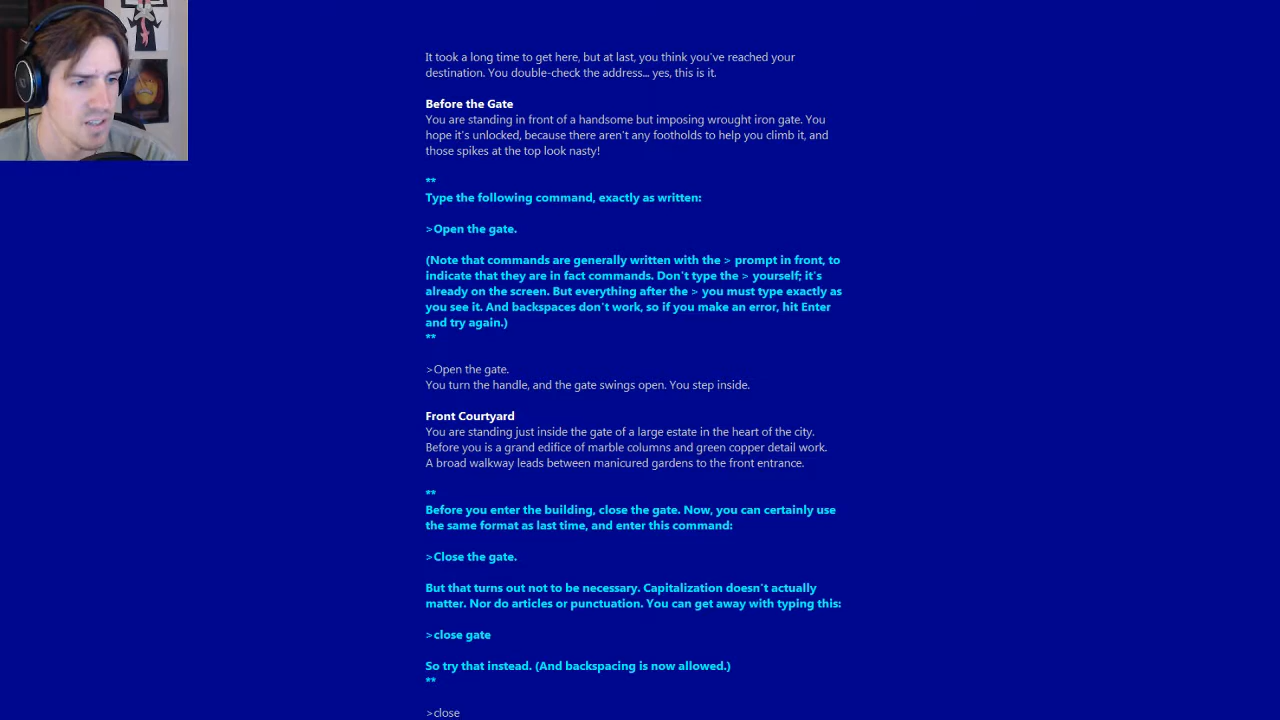 It took a long time to get here, but at last, you think you've reached your
destination. You double-check the address... yes, this is it.
Before the Gate
You are standing in front of a handsome but imposing wrought iron gate. You
hope it's unlocked, because there aren't any footholds to help you climb it, and
those spikes at the top look nasty!
**
Type the following command, exactly as written:
>Open the gate.
(Note that commands are generally written with the > prompt in front, to
indicate that they are in fact commands. Don't type the > yourself; it's
already on the screen. But everything after the > you must type exactly as
you see it. And backspaces don't work, so if you make an error, hit Enter
and try again.)
**
>Open the gate.
You turn the handle, and the gate swings open. You step inside.
Front Courtyard
You are standing just inside the gate of a large estate in the heart of the city.
Before you is a grand edifice of marble columns and green copper detail work.
A broad walkway leads between manicured gardens to the front entrance.
**
Before you enter the building, close the gate. Now, you can certainly use
the same format as last time, and enter this command:
>Close the gate.
But that turns out not to be necessary. Capitalization doesn't actually
matter. Nor do articles or punctuation. You can get away with typing this:
>close gate
So try that instead. (And backspacing is now allowed.)
**
>close